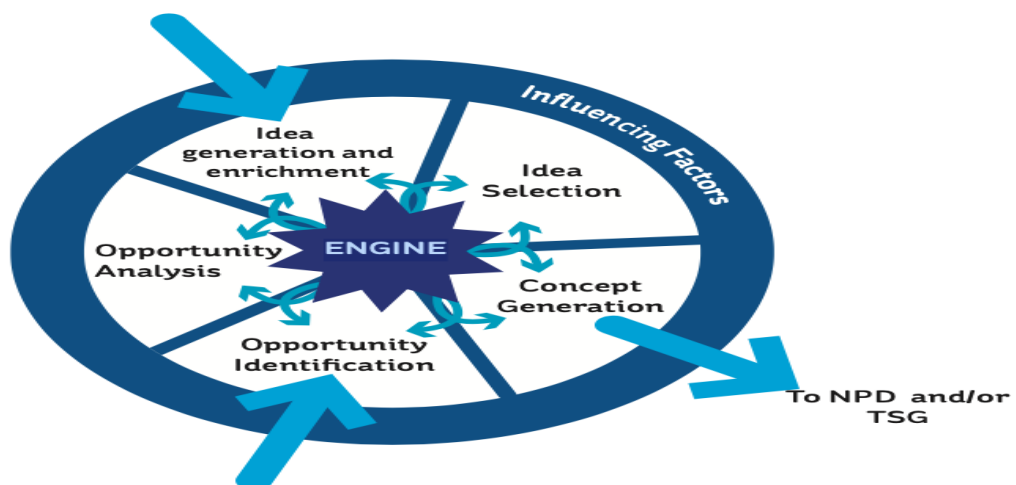 Influencing Factors
Idea
generation and
enrichment
Idea
Selection
ENGINE
Opportunity
Analysis
Concept
Generation
Opportunity
Identification
To NPD and/or
TSG